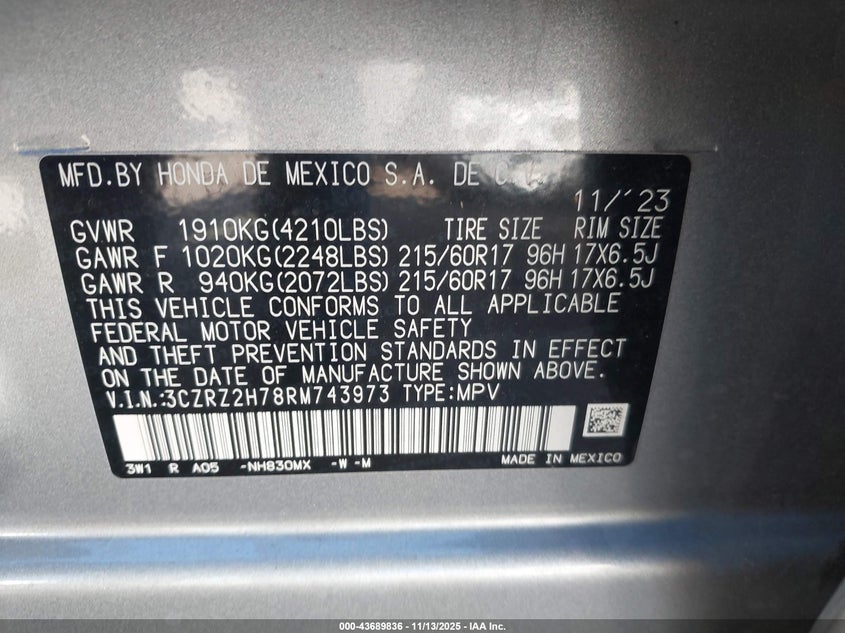 MFD.BY HONDA DE MEXICO S.A. DE
11/'23
GVWR 1910KG(4210LBS) TIRE SIZE RIM SIZE
GAWR F 1020KG(2248LBS) 215/60R17 96H 17X6.5J
GAWR R 940KG(2072LBS) 215/60R17 96H 17X6.5J
THIS VEHICLE CONFORMS TO ALL APPLICABLE
FEDERAL MOTOR VEHICLE SAFETY
AND THEFT PREVENTION STANDARDS IN EFFECT
ON THE DATE OF MANUFACTURE SHOWN ABOVE.
V.I.N.:3CZRZ2H78RM743973 TYPE:MPV
3W1 R A05 -NH830MX -W -M MADE IN MEXICO
000-43689836 - 11/13/2025 - IAA Inc.